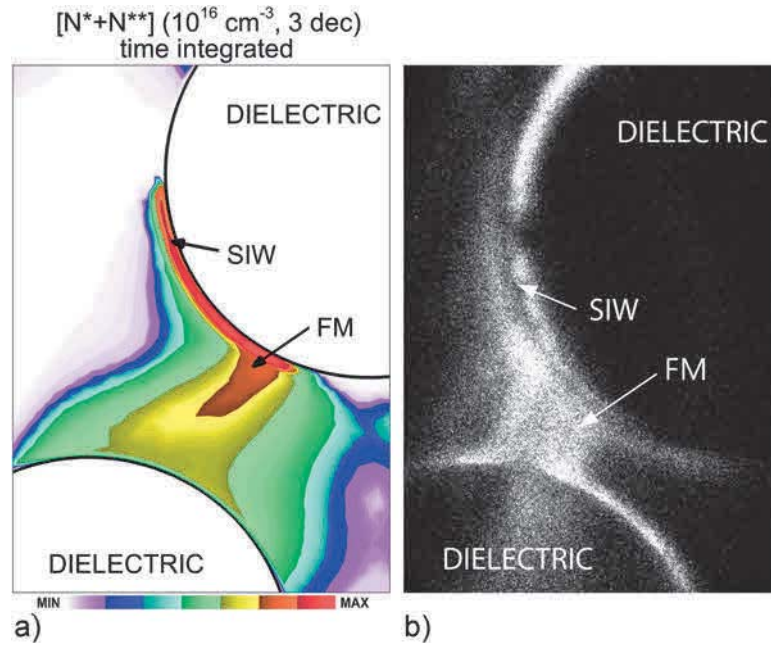 [N*+N**] (10¹⁶ cm⁻³, 3 dec)
time integrated
DIELECTRIC
SIW
FM
DIELECTRIC
MIN MAX
a)
DIELECTRIC
SIW
FM
DIELECTRIC
b)